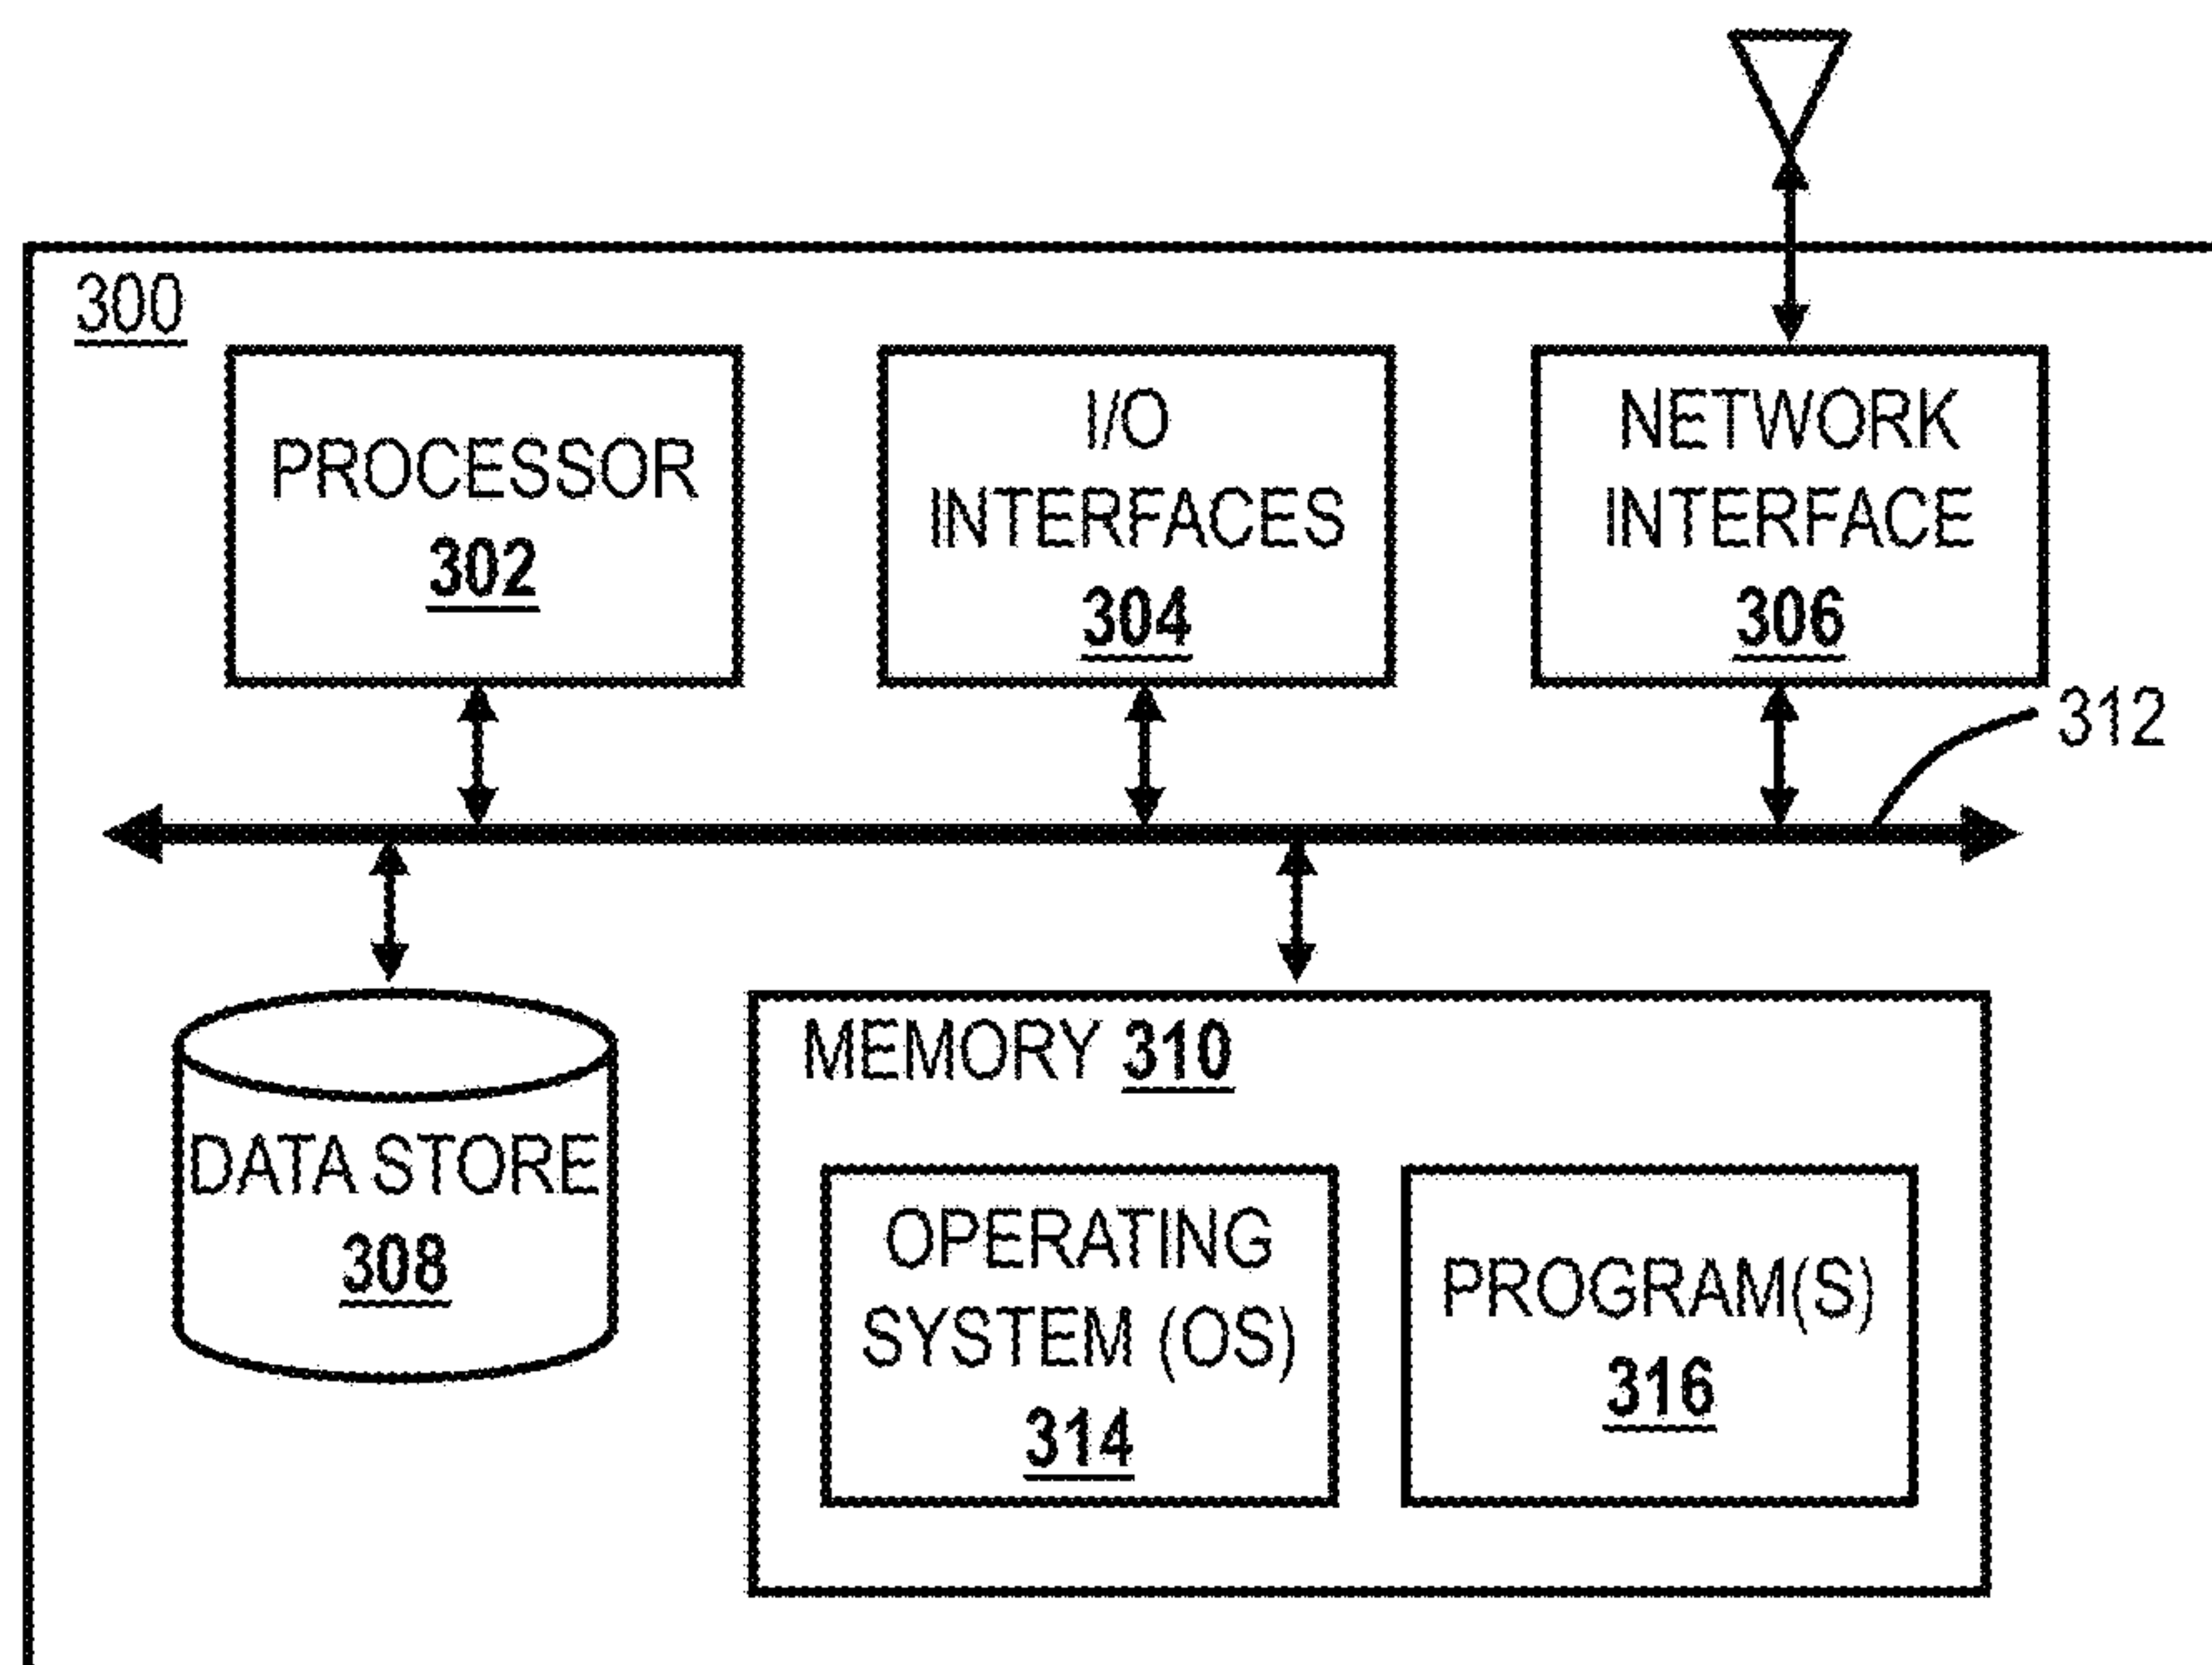 300
PROCESSOR
302
I/O
INTERFACES
304
NETWORK
INTERFACE
306
312
DATA STORE
308
MEMORY 310
OPERATING
SYSTEM (OS)
314
PROGRAM(S)
316